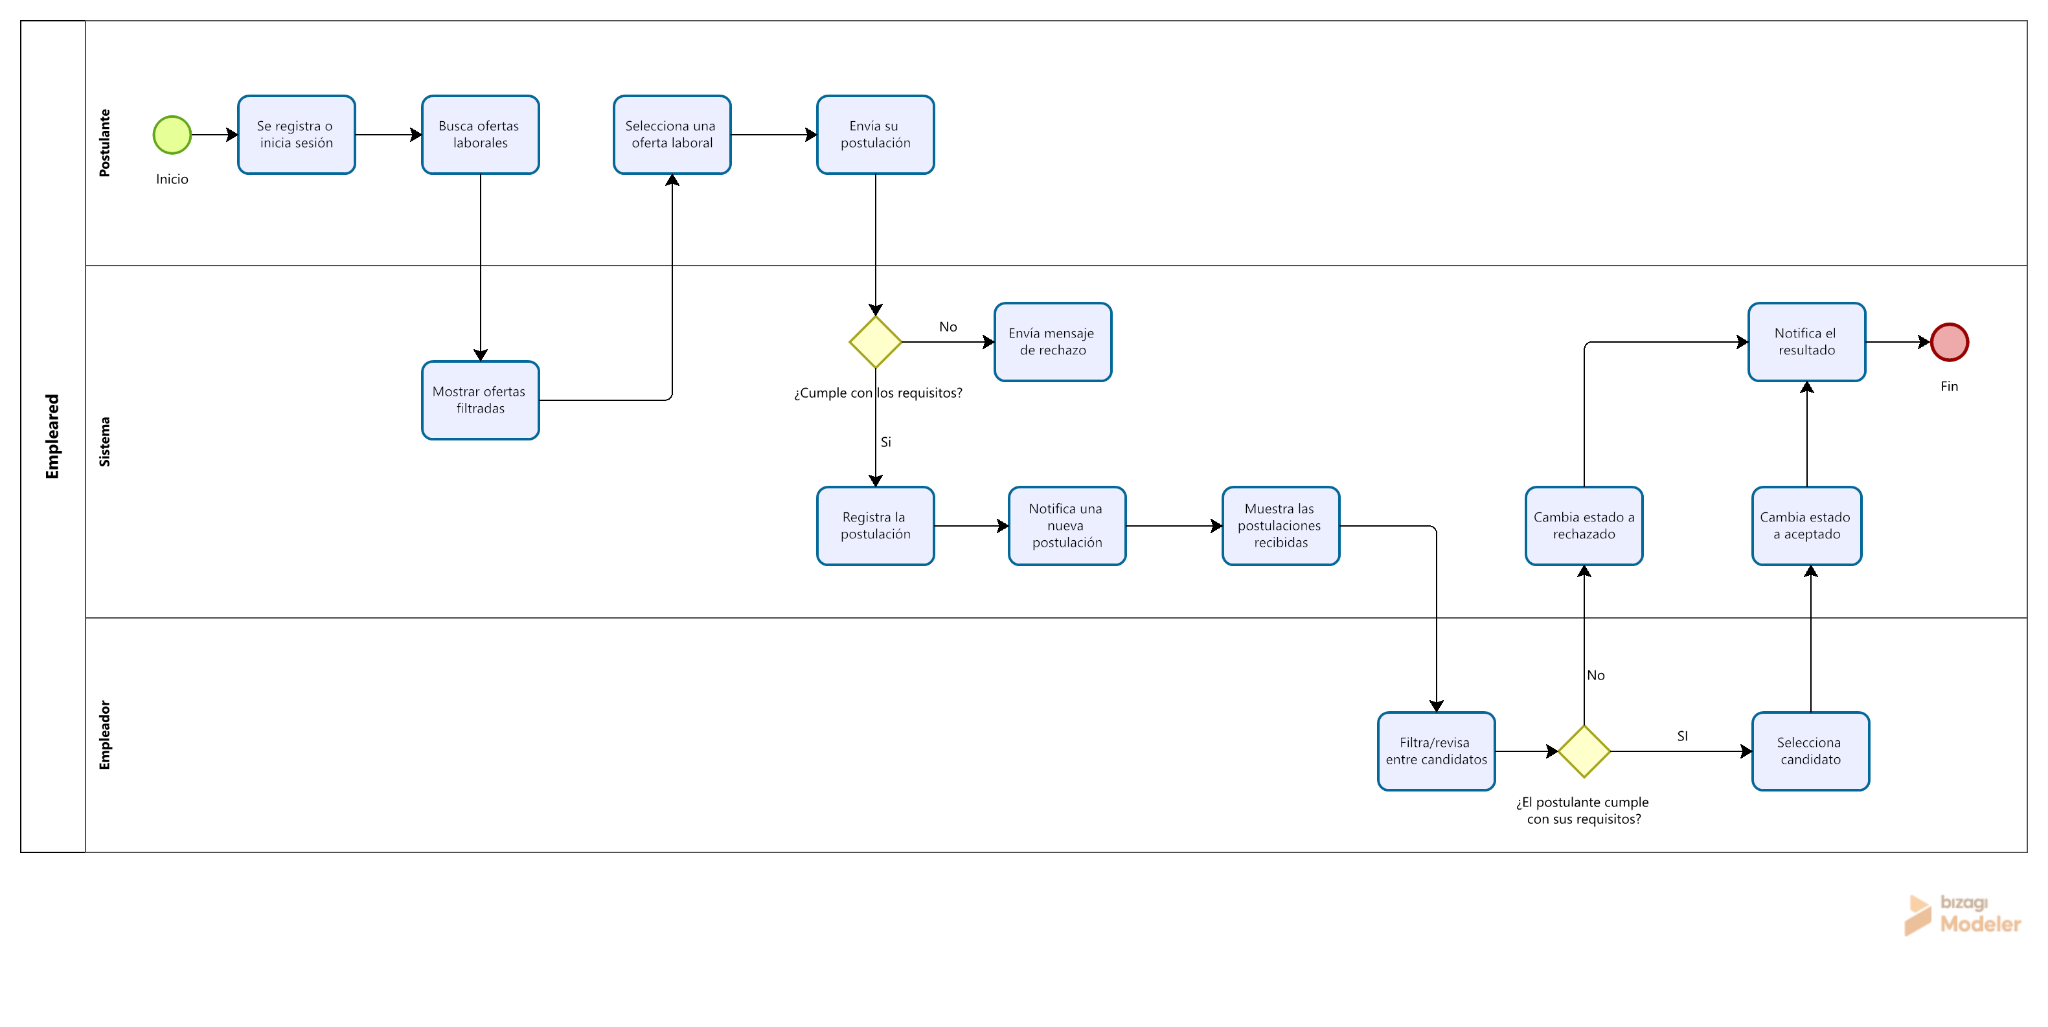 Empleared
Postulante
Inicio
Se registra o
inicia sesión
Busca ofertas
laborales
Selecciona una
oferta laboral
Envía su
postulación
Sistema
Mostrar ofertas
filtradas
¿Cumple con los requisitos?
No
Envía mensaje
de rechazo
Si
Registra la
postulación
Notifica una
nueva
postulación
Muestra las
postulaciones
recibidas
Cambia estado a
rechazado
Cambia estado
a aceptado
Notifica el
resultado
Fin
Empleador
Filtra/revisa
entre candidatos
¿El postulante cumple
con sus requisitos?
No
SI
Selecciona
candidato
bizagi
Modeler